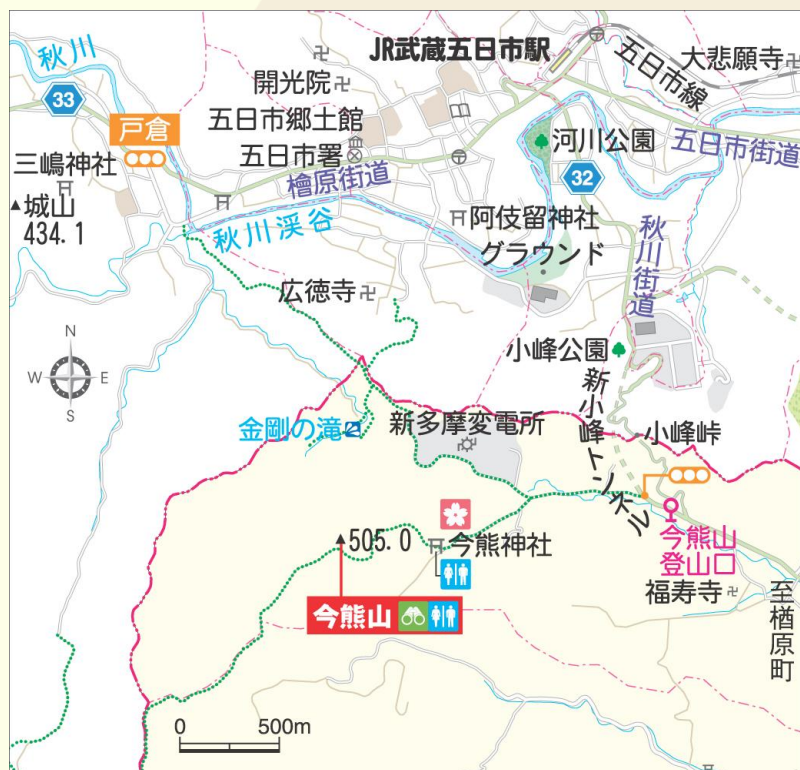 秋川
33
戸倉
三嶋神社
城山
434.1
開光院
五日市郷土館
五日市署
檜原街道
秋川渓谷
JR武蔵五日市駅
五日市線
大悲願寺
河川公園
五日市街道
32
阿伎留神社
グラウンド
秋川街道
広徳寺
小峰公園
N
W
E
S
金剛の滝
新多摩変電所
新小峰トンネル
小峰峠
505.0
今熊神社
今熊山
今熊山
登山口
福寿寺
至楢原町
0
500m